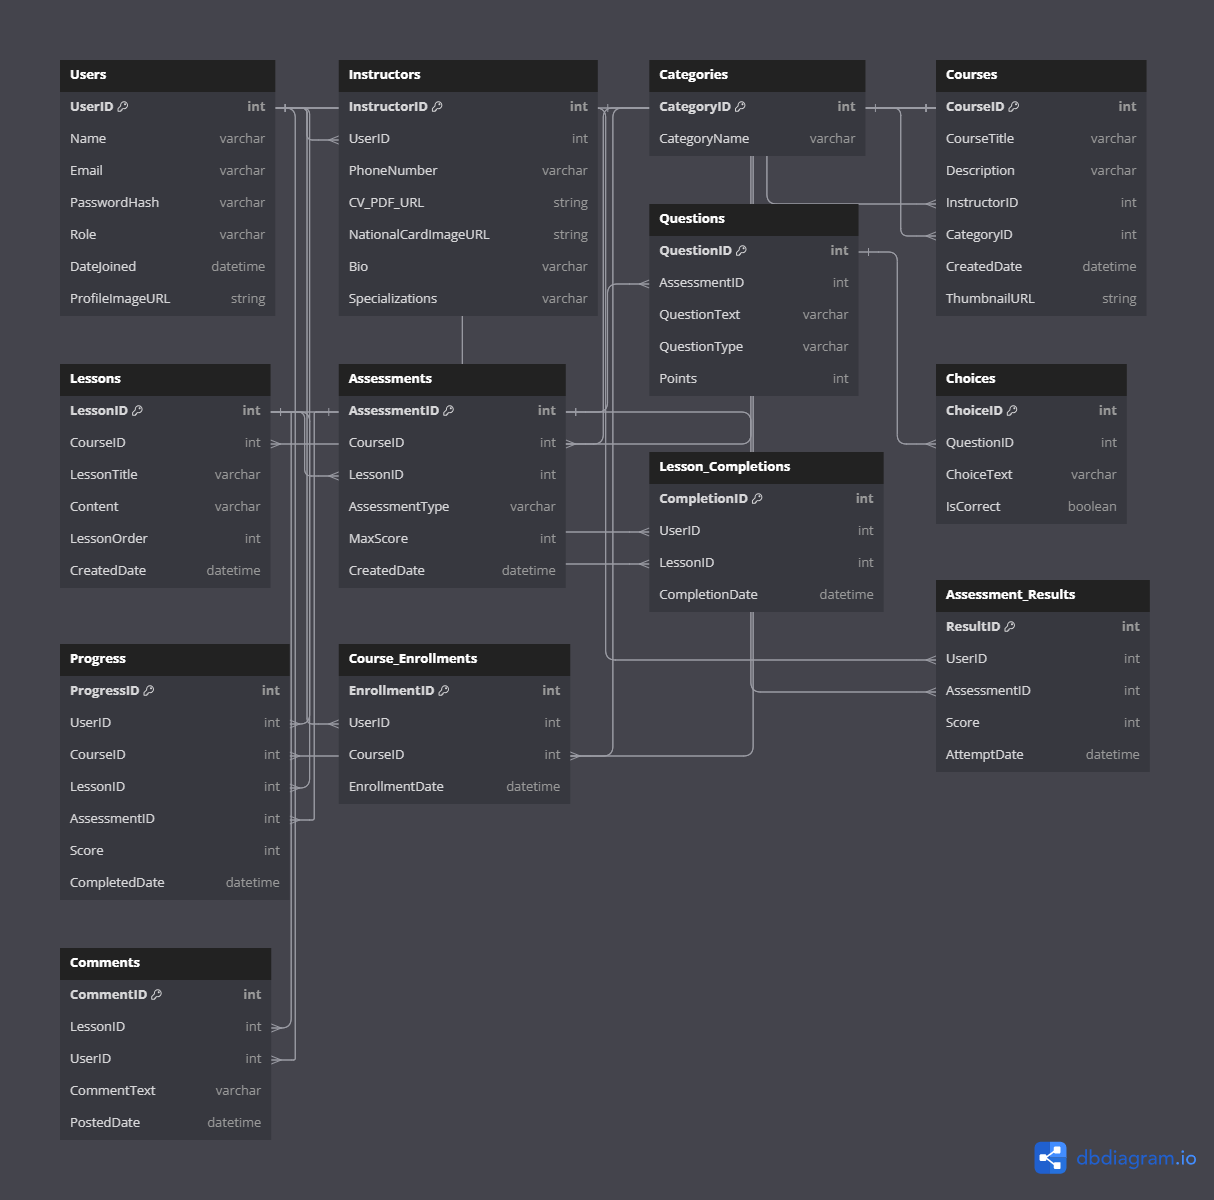 Users
UserID int
Name varchar
Email varchar
PasswordHash varchar
Role varchar
DateJoined datetime
ProfileImageURL string
Instructors
InstructorID int
UserID int
PhoneNumber varchar
CV_PDF_URL string
NationalCardImageURL string
Bio varchar
Specializations varchar
Categories
CategoryID int
CategoryName varchar
Courses
CourseID int
CourseTitle varchar
Description varchar
InstructorID int
CategoryID int
CreatedDate datetime
ThumbnailURL string
Questions
QuestionID int
AssessmentID int
QuestionText varchar
QuestionType varchar
Points int
Lessons
LessonID int
CourseID int
LessonTitle varchar
Content varchar
LessonOrder int
CreatedDate datetime
Assessments
AssessmentID int
CourseID int
LessonID int
AssessmentType varchar
MaxScore int
CreatedDate datetime
Choices
ChoiceID int
QuestionID int
ChoiceText varchar
IsCorrect boolean
Lesson_Completions
CompletionID int
UserID int
LessonID int
CompletionDate datetime
Assessment_Results
ResultID int
UserID int
AssessmentID int
Score int
AttemptDate datetime
Progress
ProgressID int
UserID int
CourseID int
LessonID int
AssessmentID int
Score int
CompletedDate datetime
Course_Enrollments
EnrollmentID int
UserID int
CourseID int
EnrollmentDate datetime
Comments
CommentID int
LessonID int
UserID int
CommentText varchar
PostedDate datetime
dbdiagram.io